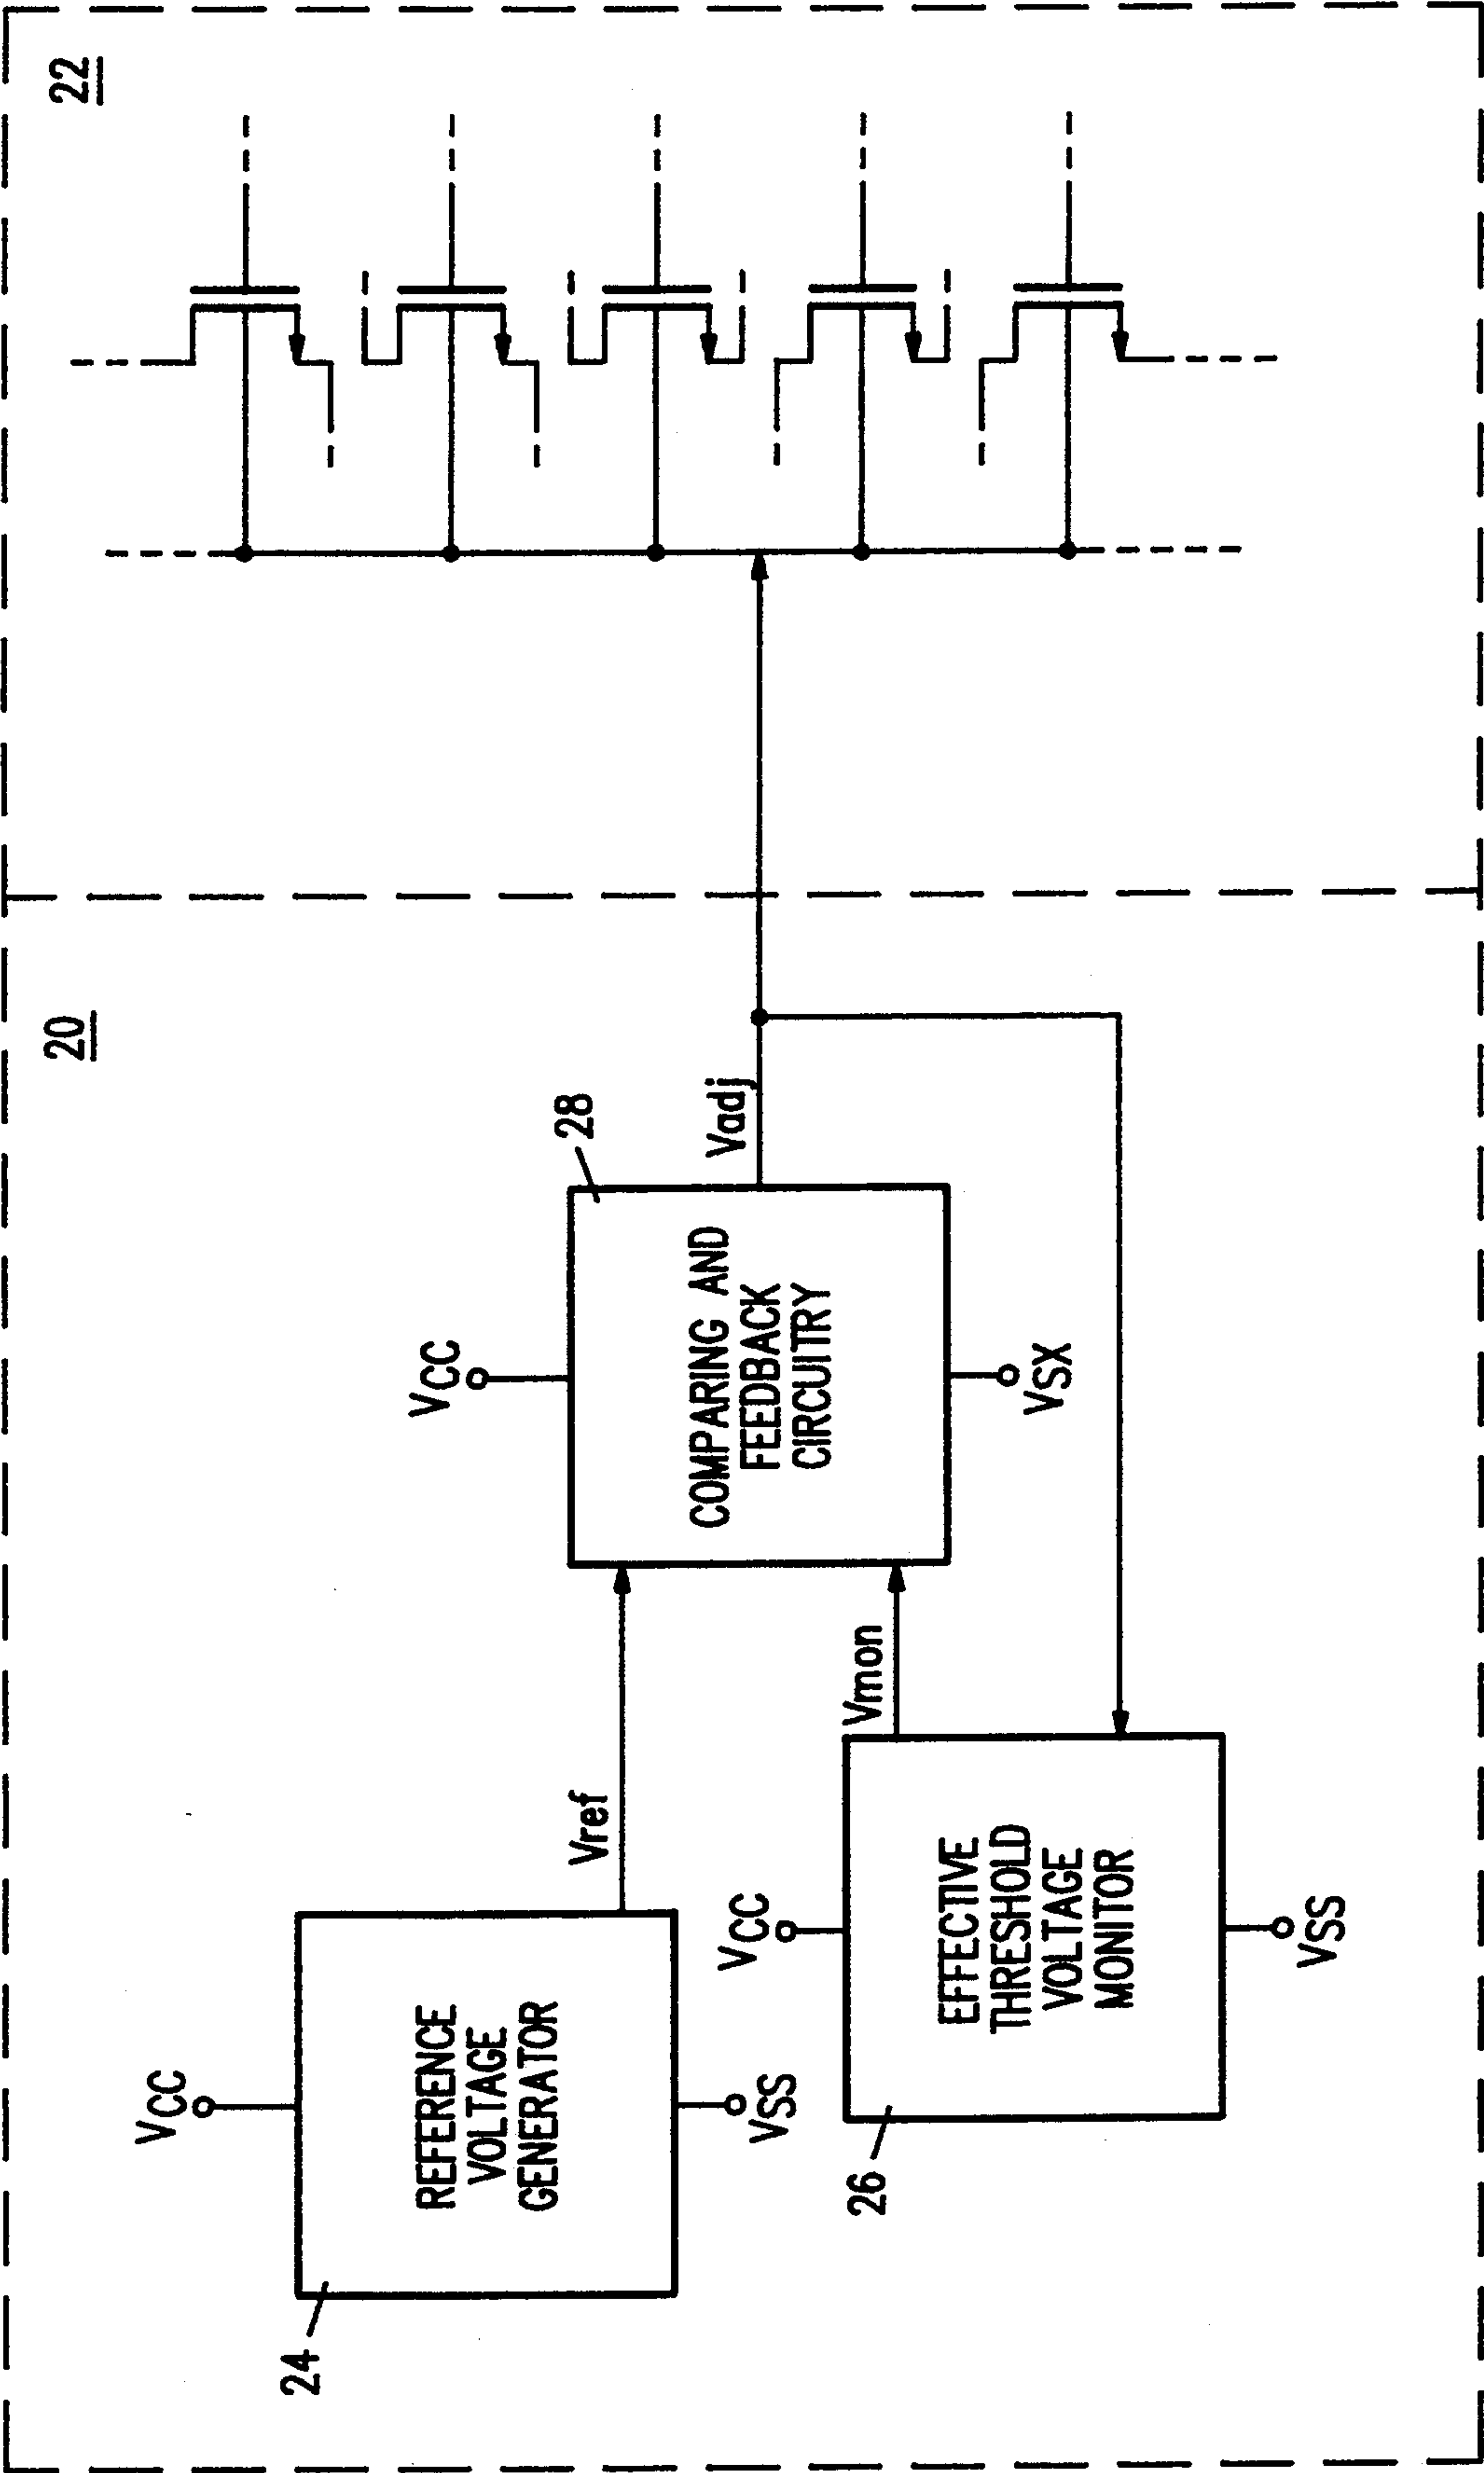 20
22
24
VCC
REFERENCE
VOLTAGE
GENERATOR
VSS
Vref
28
VCC
COMPARING AND
FEEDBACK
CIRCUITRY
VSX
Vadj
26
VCC
EFFECTIVE
THRESHOLD
VOLTAGE
MONITOR
VSS
Vmon